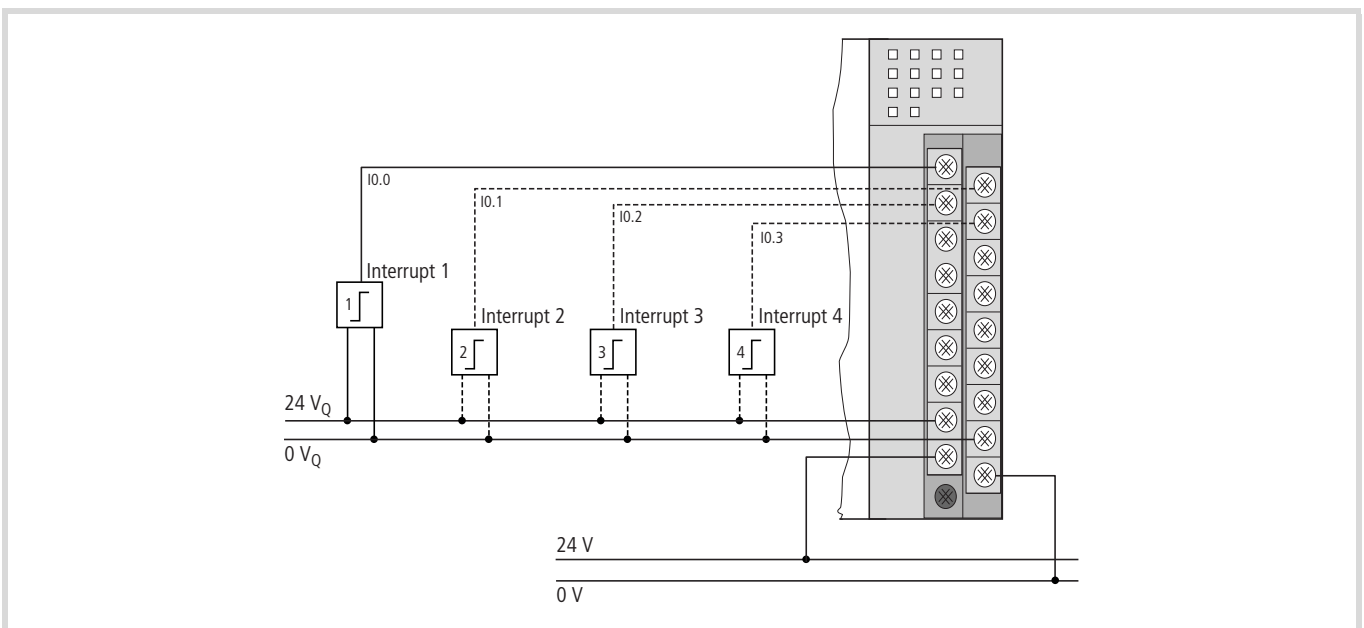 I0.0
I0.1
I0.2
I0.3
Interrupt 1
1
Interrupt 2
2
Interrupt 3
3
Interrupt 4
4
24 VQ
0 VQ
24 V
0 V